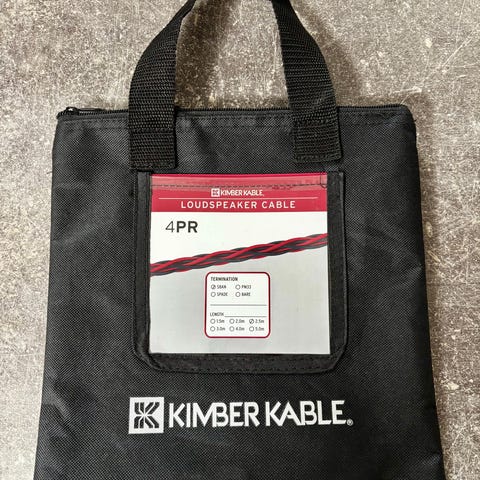 KIMBER KABLE
LOUDSPEAKER CABLE
4PR
TERMINATION
SBAN PM33
SPADE BARE
LENGTH
1.5m 2.0m 2.5m
3.0m 4.0m 5.0m
KIMBER KABLE®